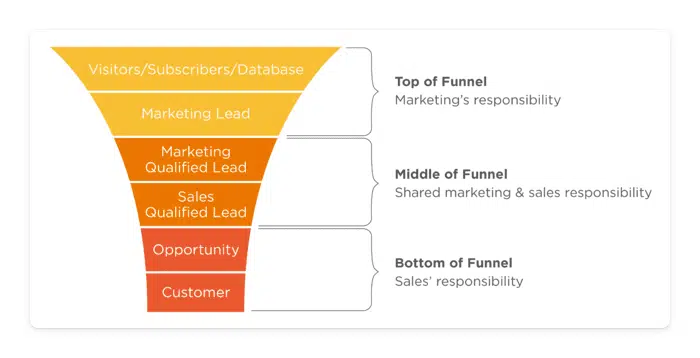 Visitors/Subscribers/Database
Marketing Lead
Marketing
Qualified Lead
Sales
Qualified Lead
Opportunity
Customer
Top of Funnel
Marketing's responsibility
Middle of Funnel
Shared marketing & sales responsibility
Bottom of Funnel
Sales' responsibility